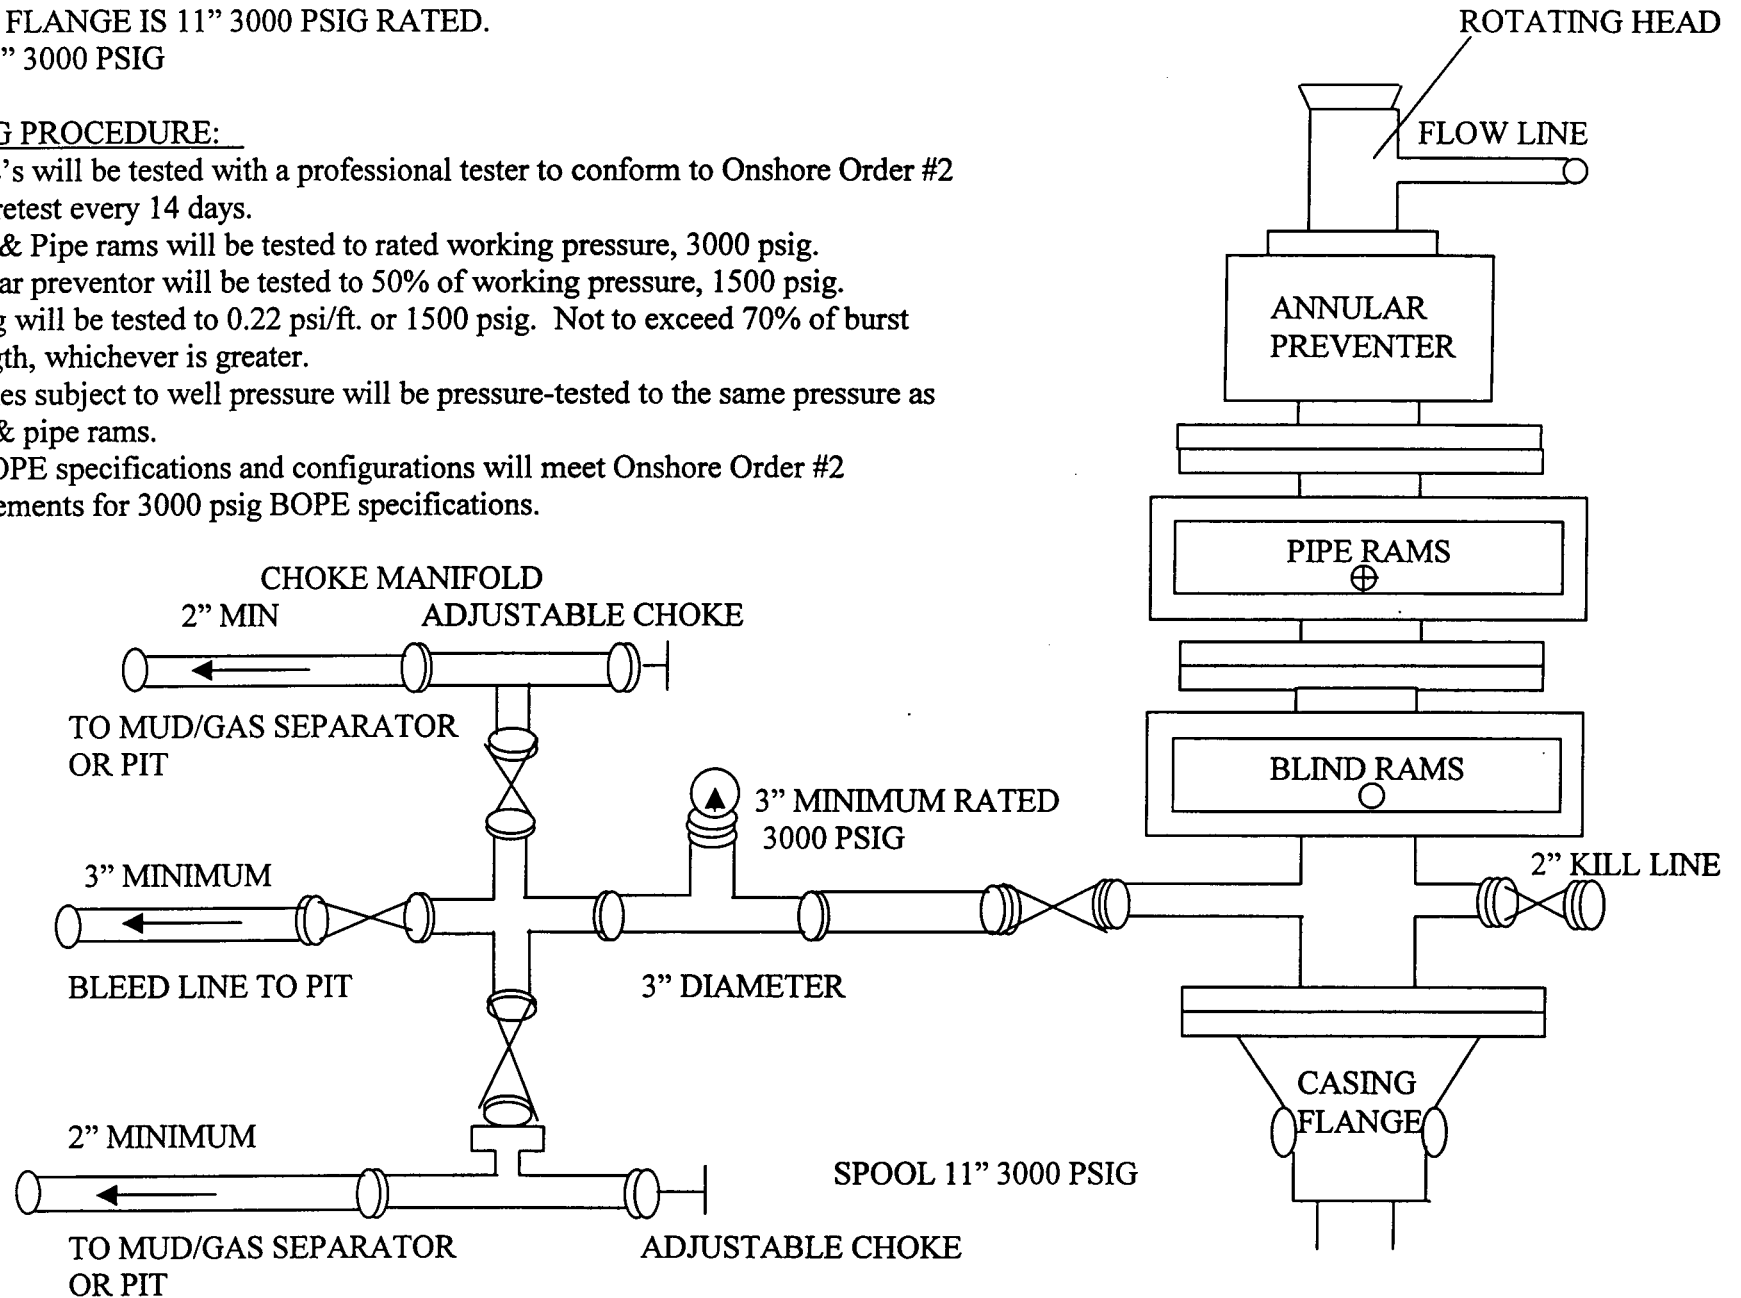 FLANGE IS 11” 3000 PSIG RATED.
” 3000 PSIG
G PROCEDURE:
’s will be tested with a professional tester to conform to Onshore Order #2
retest every 14 days.
& Pipe rams will be tested to rated working pressure, 3000 psig.
ar preventor will be tested to 50% of working pressure, 1500 psig.
g will be tested to 0.22 psi/ft. or 1500 psig.  Not to exceed 70% of burst
gth, whichever is greater.
es subject to well pressure will be pressure-tested to the same pressure as
& pipe rams.
OPE specifications and configurations will meet Onshore Order #2
ements for 3000 psig BOPE specifications.
ROTATING HEAD
FLOW LINE
ANNULAR
PREVENTER
PIPE RAMS
BLIND RAMS
2” KILL LINE
CASING
FLANGE
CHOKE MANIFOLD
2” MIN
ADJUSTABLE CHOKE
TO MUD/GAS SEPARATOR
OR PIT
3” MINIMUM RATED
3000 PSIG
3” MINIMUM
BLEED LINE TO PIT
3” DIAMETER
2” MINIMUM
SPOOL 11” 3000 PSIG
TO MUD/GAS SEPARATOR
OR PIT
ADJUSTABLE CHOKE